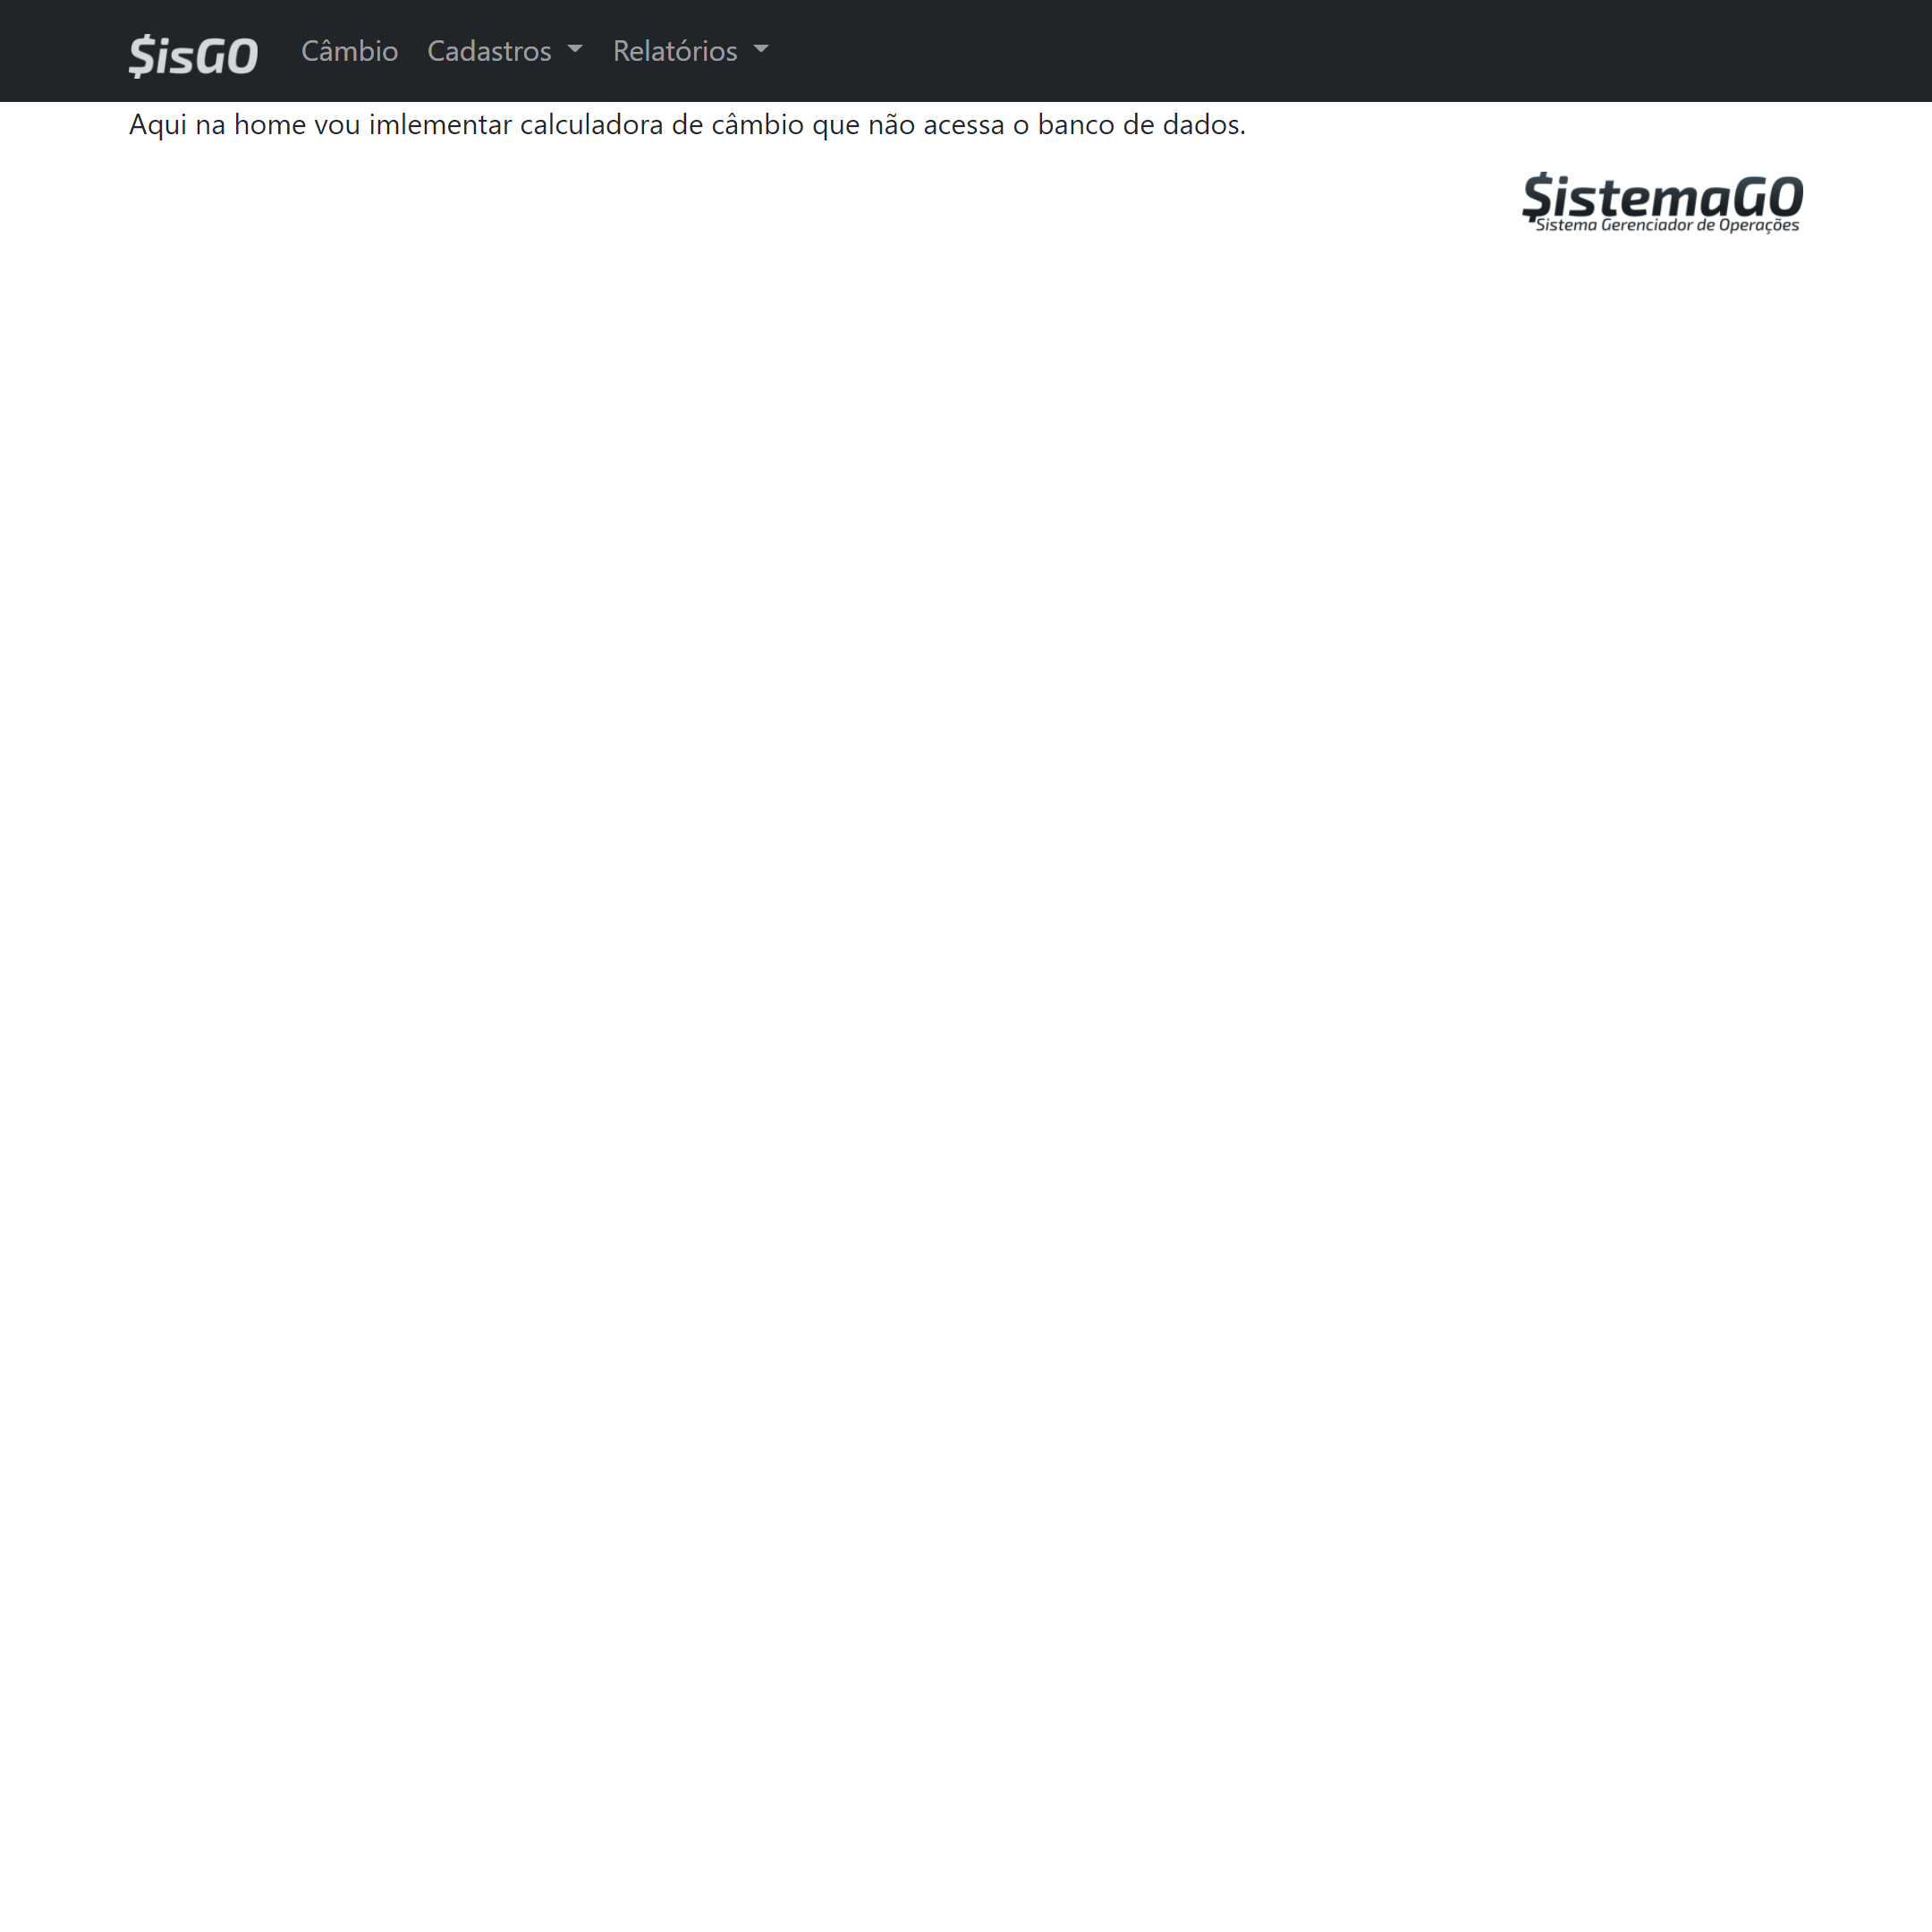 $isGO Câmbio Cadastros Relatórios
Aqui na home vou imlementar calculadora de câmbio que não acessa o banco de dados.
$istemaGO
Sistema Gerenciador de Operações